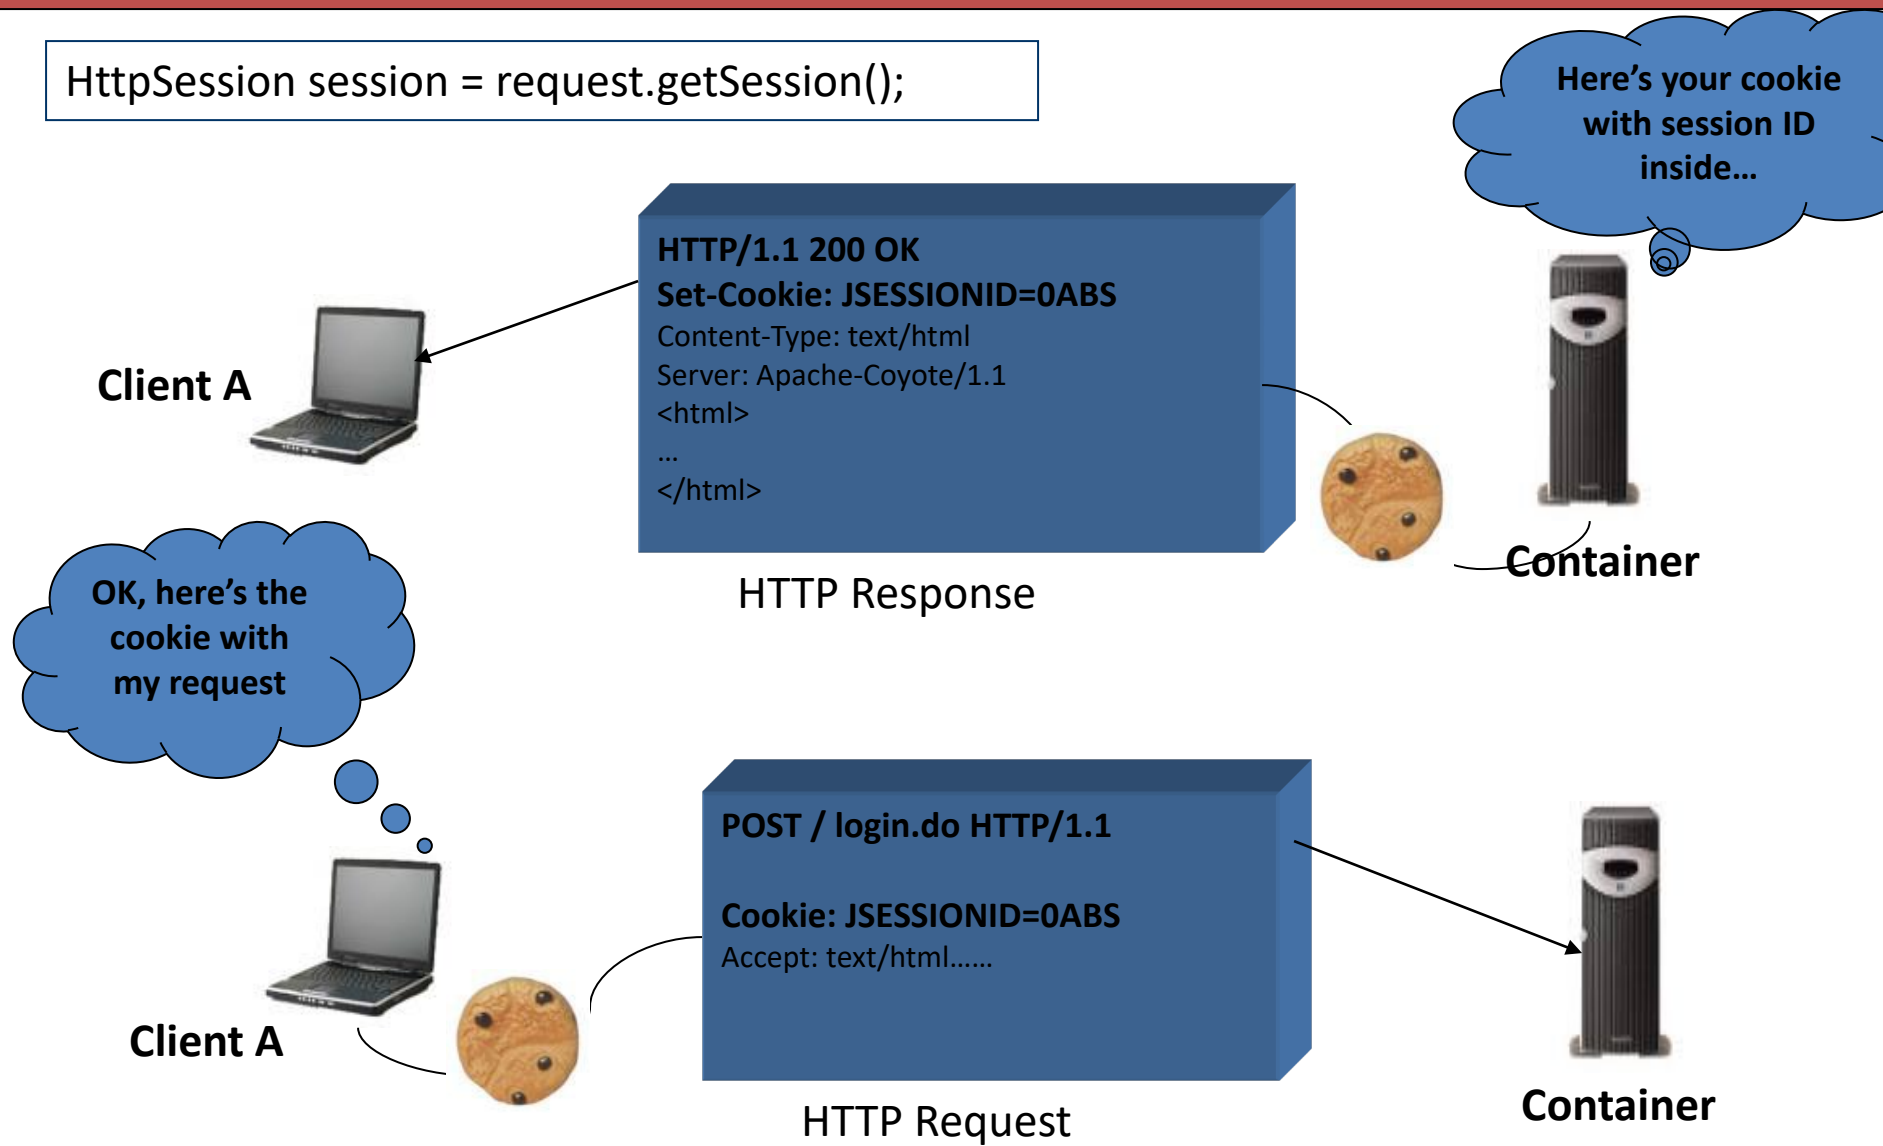 HttpSession session = request.getSession();
Here’s your cookie
with session ID
inside…
HTTP/1.1 200 OK
Set-Cookie: JSESSIONID=0ABS
Content-Type: text/html
Server: Apache-Coyote/1.1
<html>
…
</html>
Client A
Container
HTTP Response
OK, here’s the
cookie with
my request
POST / login.do HTTP/1.1
Cookie: JSESSIONID=0ABS
Accept: text/html……
Client A
Container
HTTP Request